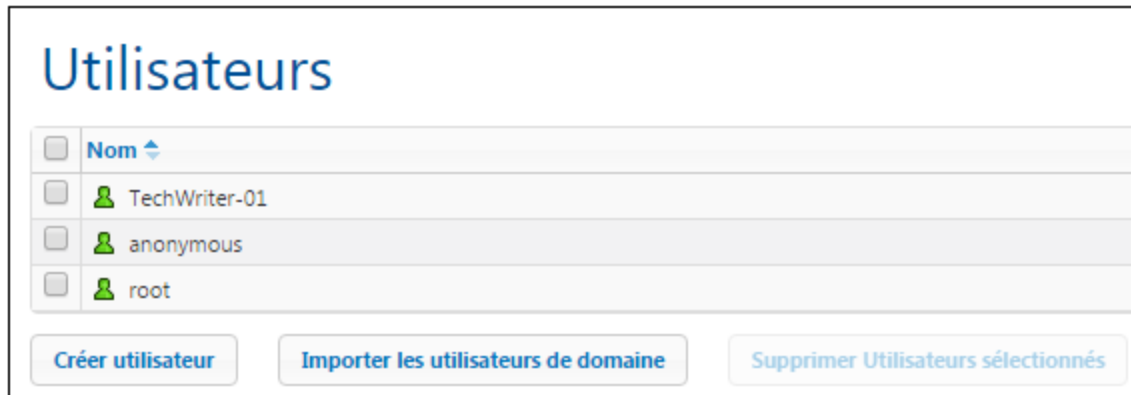 Utilisateurs
Nom
TechWriter-01
anonymous
root
Créer utilisateur Importer les utilisateurs de domaine Supprimer Utilisateurs sélectionnés